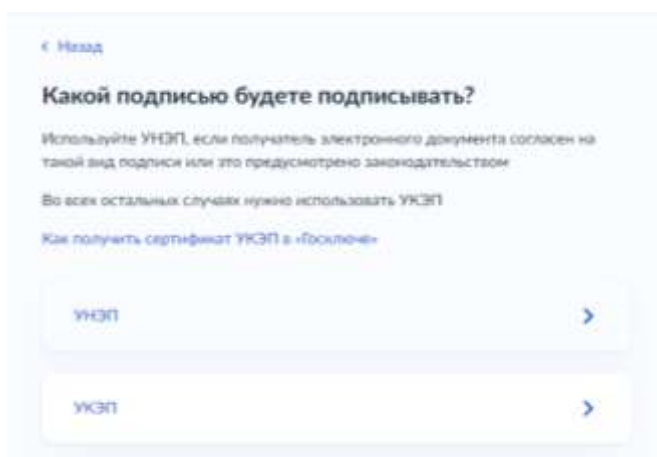 Назад
Какой подписью будете подписывать?
Используйте УНЭП, если получатель электронного документа согласен на
такой вид подписи или это предусмотрено законодательством
Во всех остальных случаях нужно использовать УКЭП
Как получить сертификат УКЭП в «Госключе»
УНЭП
УКЭП